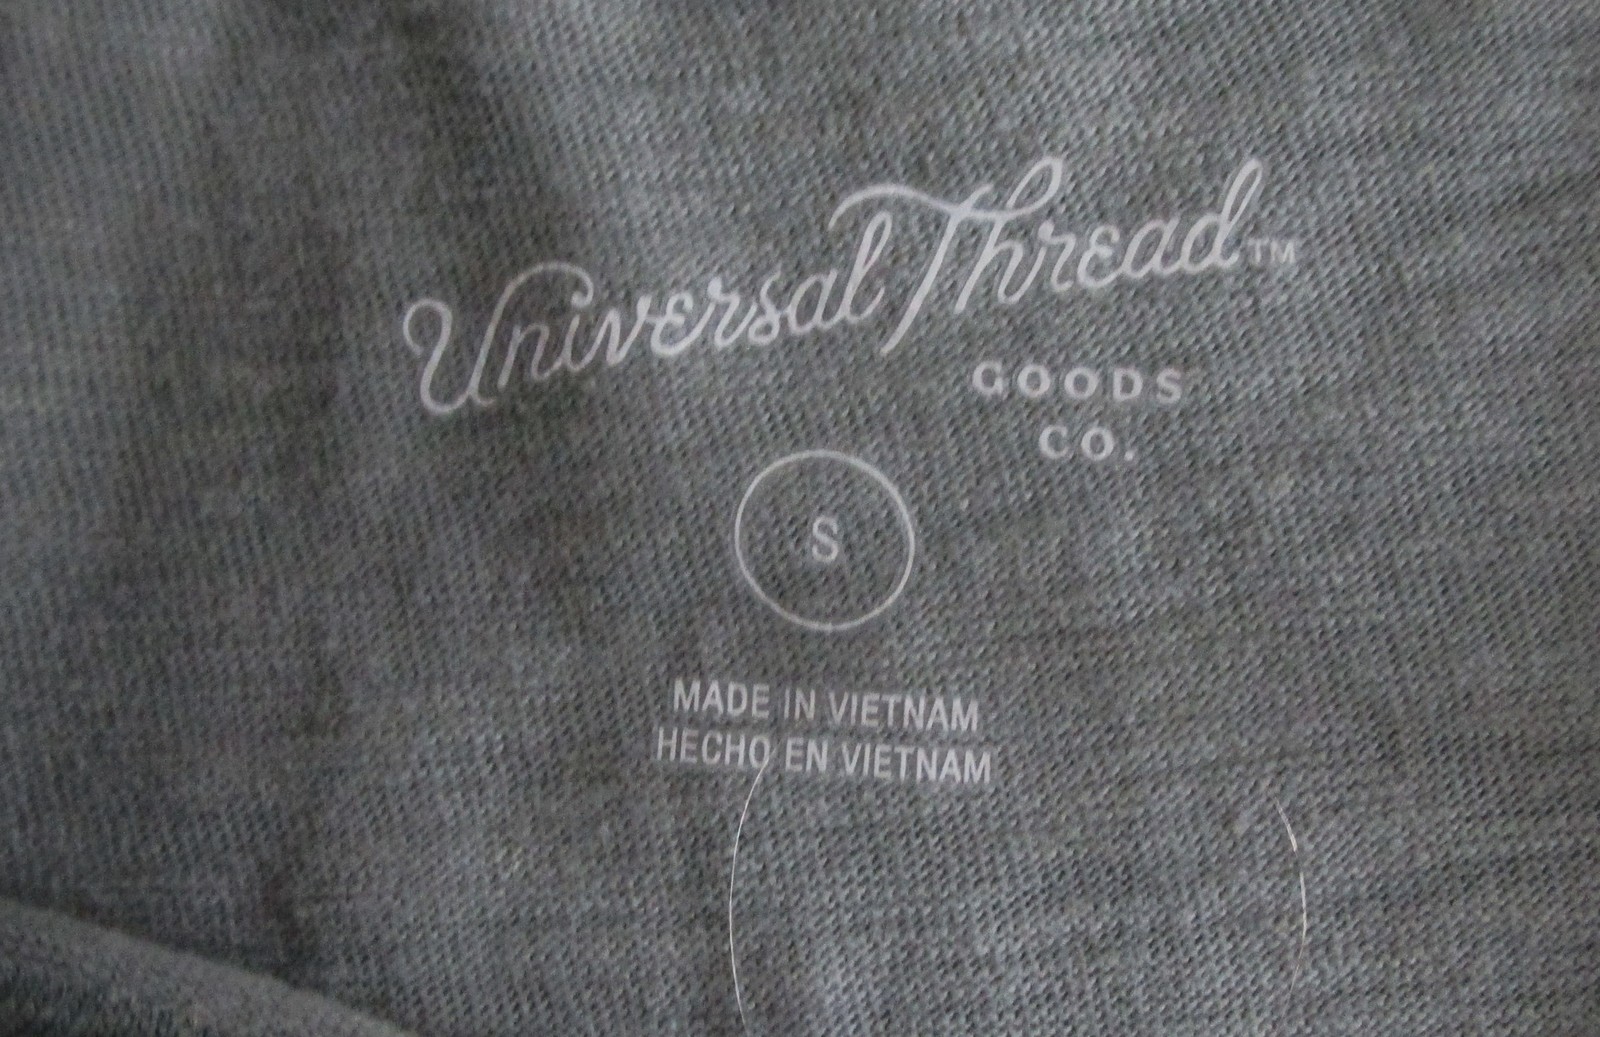 Universal Thread™
GOODS
CO.
S
MADE IN VIETNAM
HECHO EN VIETNAM